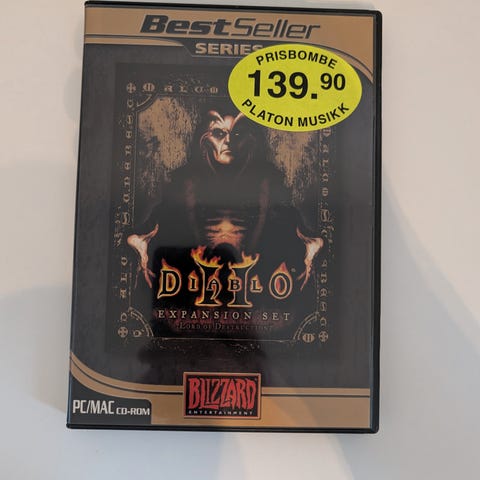 BestSeller
SERIES
PRISBOMBE
139.90
PLATON MUSIKK
DIABLO
II
EXPANSION SET
LORD OF DESTRUCTION
BLIZZARD
ENTERTAINMENT
PC/MAC CD-ROM